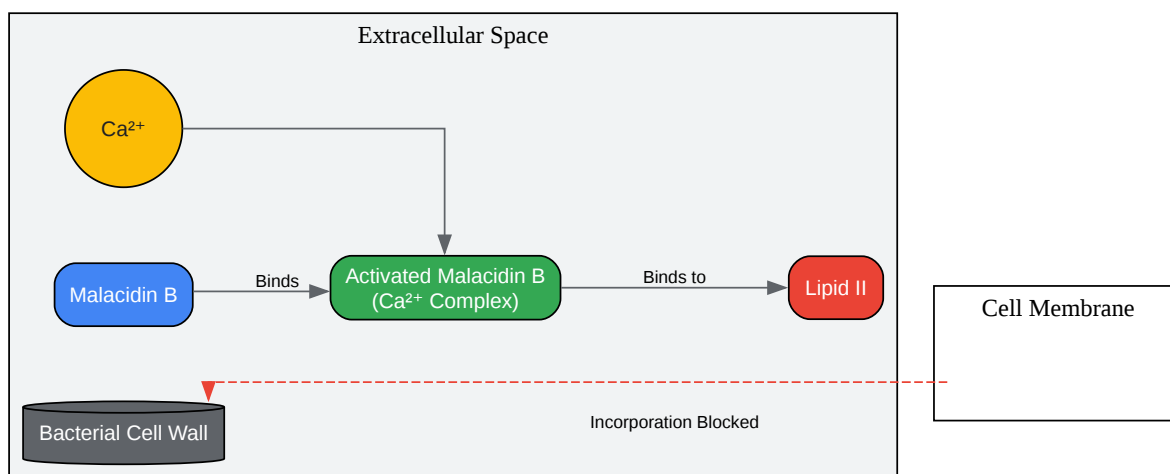 Extracellular Space
Ca²⁺
Malacidin B
Binds
Activated Malacidin B
(Ca²⁺ Complex)
Binds to
Lipid II
Cell Membrane
Bacterial Cell Wall
Incorporation Blocked